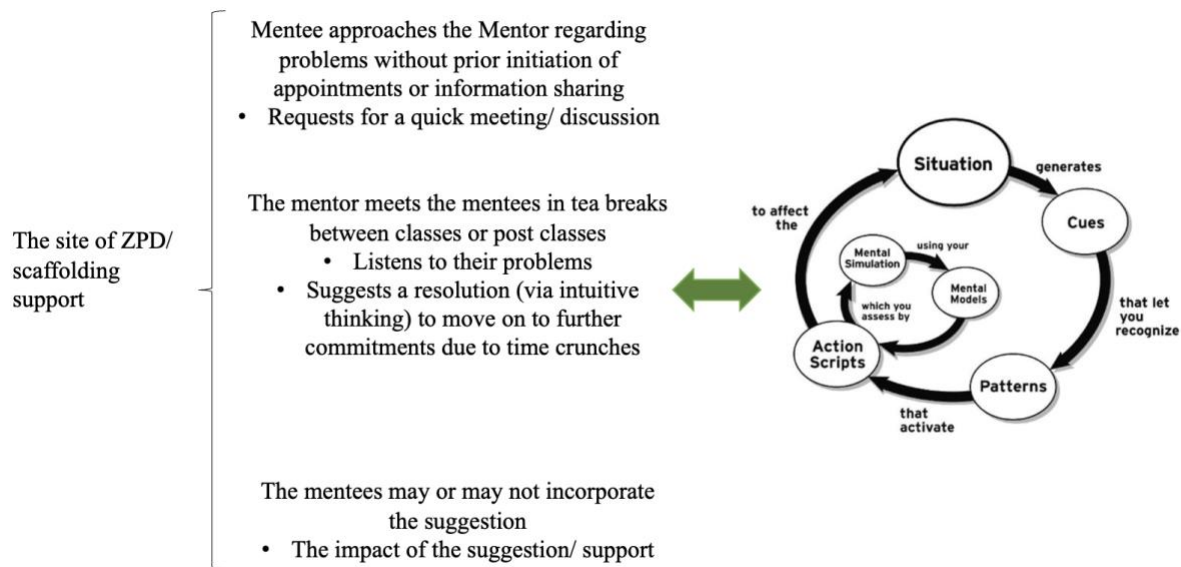 The site of ZPD/
scaffolding
support
Mentee approaches the Mentor regarding
problems without prior initiation of
appointments or information sharing
• Requests for a quick meeting/ discussion
The mentor meets the mentees in tea breaks
between classes or post classes
• Listens to their problems
• Suggests a resolution (via intuitive
thinking) to move on to further
commitments due to time crunches
The mentees may or may not incorporate
the suggestion
• The impact of the suggestion/ support
Situation
generates
Cues
that let
you
recognize
Patterns
that
activate
Action
Scripts
which you
assess by
Mental
Simulation
using your
Mental
Models
to affect
the